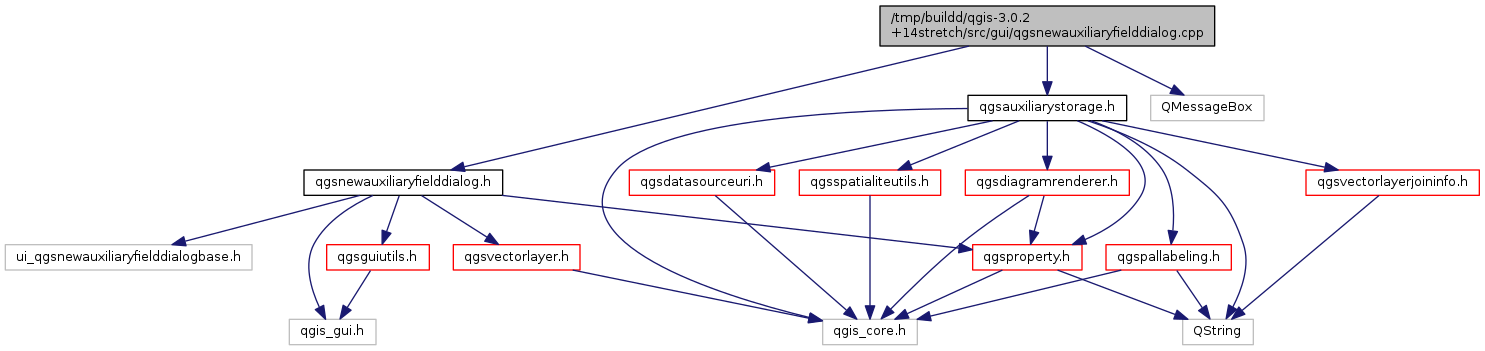 /tmp/buildd/qgis-3.0.2
+14stretch/src/gui/qgsnewauxiliaryfielddialog.cpp
qgsauxiliarystorage.h
QMessageBox
qgsnewauxiliaryfielddialog.h
qgsdatasourceuri.h
qgsspatialiteutils.h
qgsdiagramrenderer.h
qgsvectorlayerjoininfo.h
ui_qgsnewauxiliaryfielddialogbase.h
qgsguiutils.h
qgsvectorlayer.h
qgsproperty.h
qgspallabeling.h
qgis_gui.h
qgis_core.h
QString